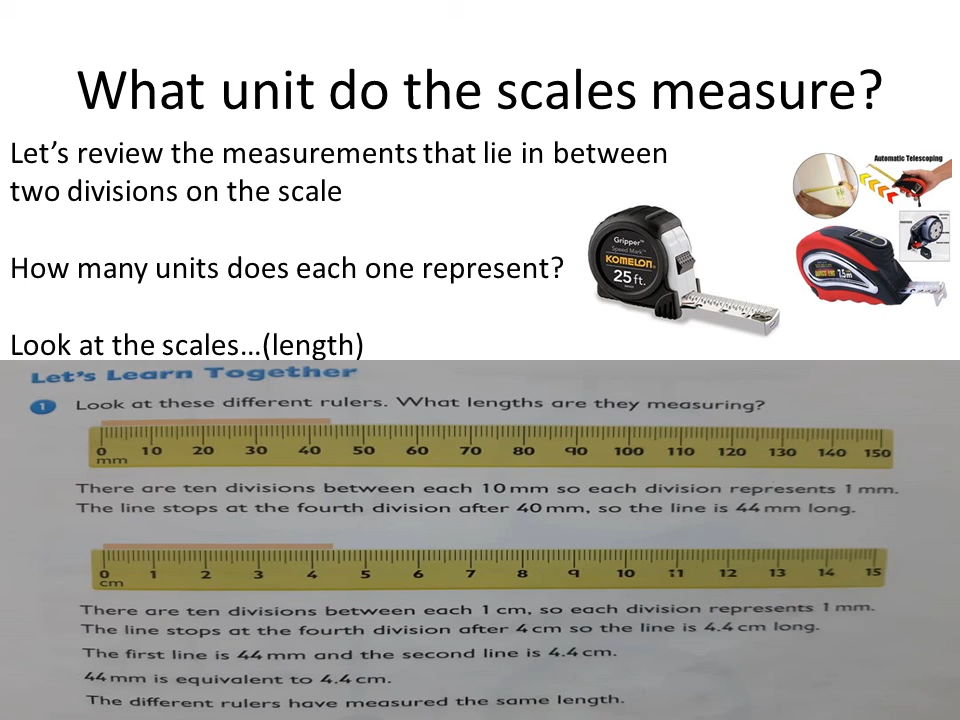 What unit do the scales measure?
Let's review the measurements that lie in between
two divisions on the scale
How many units does each one represent?
Look at the scales…(length)
Automatic Telescoping
Gripper™
Speed Mark™
KOMELON®
25 ft.
7.5m
Let's Learn Together
1 Look at these different rulers. What lengths are they measuring?
0 10 20 30 40 50 60 70 80 90 100 110 120 130 140 150
mm
There are ten divisions between each 10 mm so each division represents 1 mm.
The line stops at the fourth division after 40 mm, so the line is 44 mm long.
0 1 2 3 4 5 6 7 8 9 10 11 12 13 14 15
cm
There are ten divisions between each 1 cm, so each division represents 1 mm.
The line stops at the fourth division after 4 cm so the line is 4.4 cm long.
The first line is 44 mm and the second line is 4.4 cm.
44 mm is equivalent to 4.4 cm.
The different rulers have measured the same length.